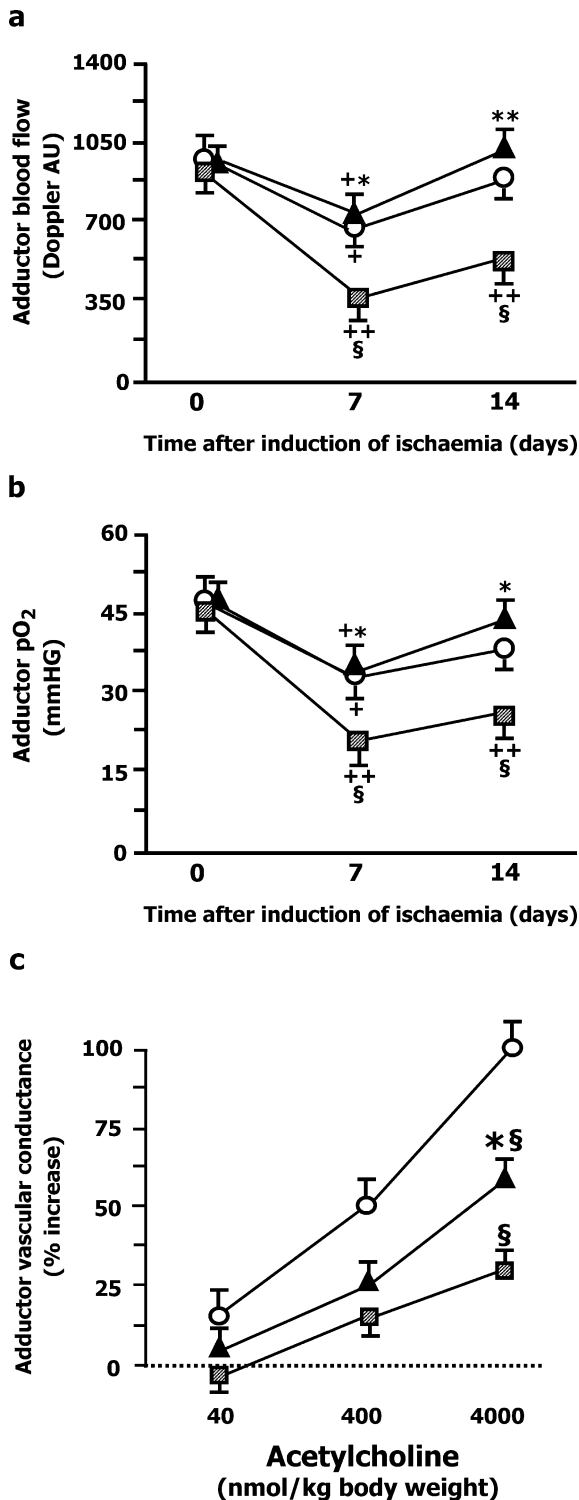 a
Adductor blood flow
(Doppler AU)
1400
1050
700
350
0
+*
+
++
§
**
++
§
0 7 14
Time after induction of ischaemia (days)
b
Adductor pO2
(mmHG)
60
45
30
15
0
+*
+
++
§
*
++
§
0 7 14
Time after induction of ischaemia (days)
c
Adductor vascular conductance
(% increase)
100
75
50
25
0
*§
§
40 400 4000
Acetylcholine
(nmol/kg body weight)